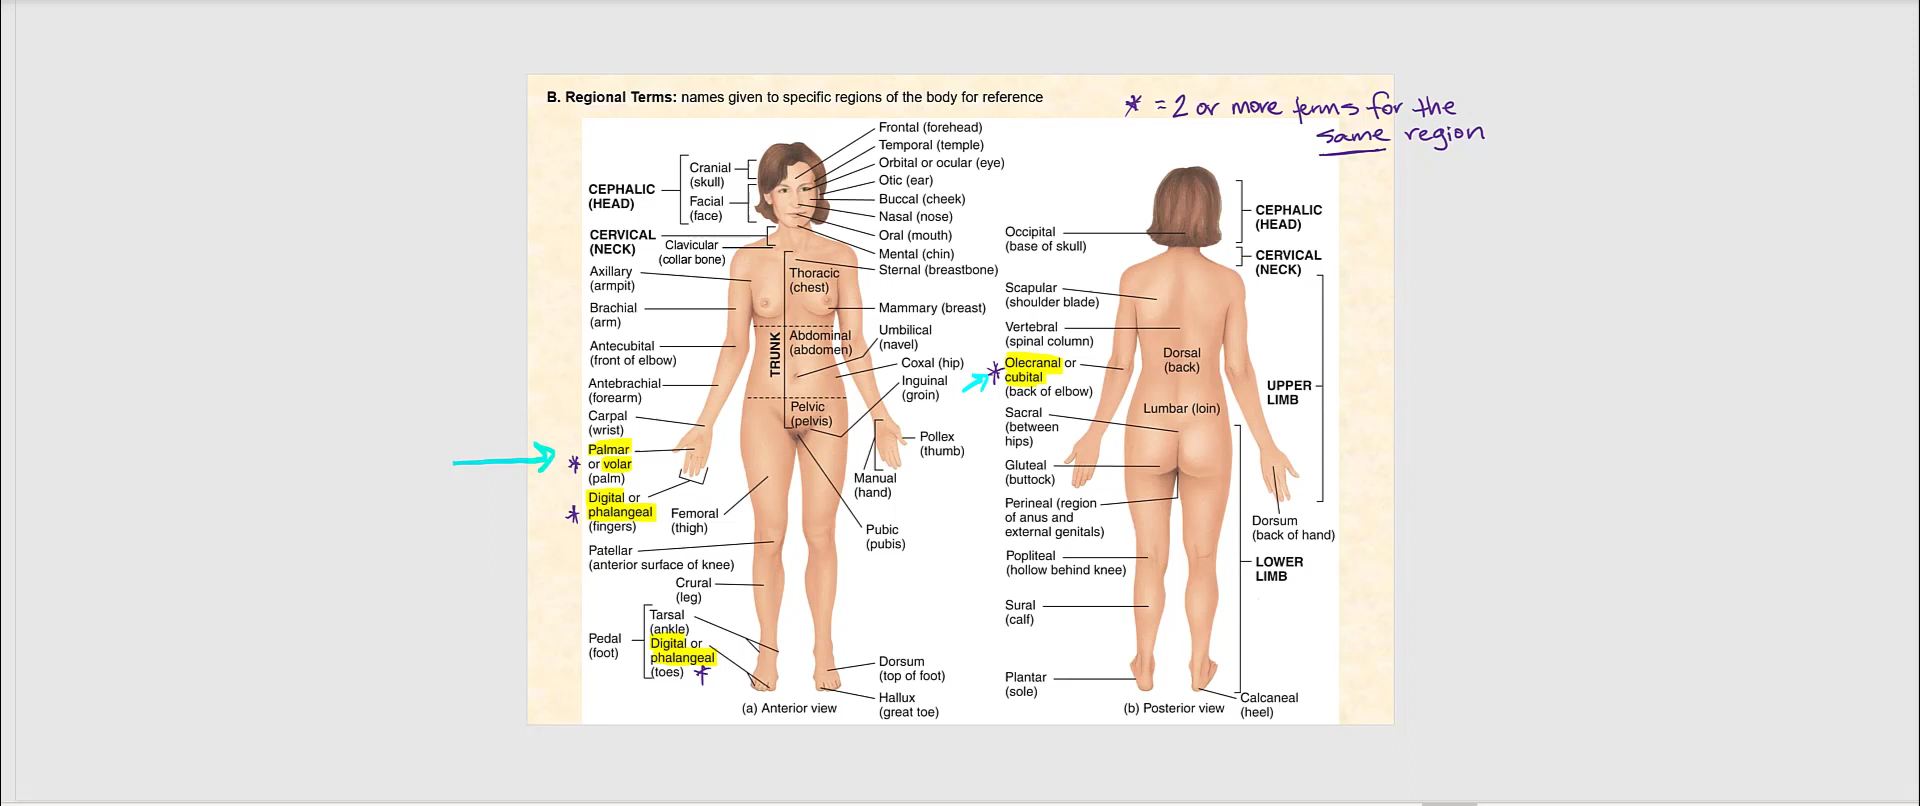 B. Regional Terms: names given to specific regions of the body for reference
* = 2 or more terms for the
same region
Frontal (forehead)
Temporal (temple)
Orbital or ocular (eye)
Otic (ear)
Buccal (cheek)
Nasal (nose)
Oral (mouth)
Mental (chin)
Sternal (breastbone)
Cranial
(skull)
CEPHALIC
(HEAD)
Facial
(face)
CERVICAL
(NECK)
Clavicular
(collar bone)
Axillary
(armpit)
Brachial
(arm)
Antecubital
(front of elbow)
Antebrachial
(forearm)
Carpal
(wrist)
* Palmar
or volar
(palm)
* Digital or
phalangeal
(fingers)
Femoral
(thigh)
Patellar
(anterior surface of knee)
Crural
(leg)
Pedal
(foot)
Tarsal
(ankle)
Digital or
phalangeal
(toes) *
Thoracic
(chest)
TRUNK
Abdominal
(abdomen)
Pelvic
(pelvis)
Mammary (breast)
Umbilical
(navel)
Coxal (hip)
Inguinal
(groin)
Pollex
(thumb)
Manual
(hand)
Pubic
(pubis)
Dorsum
(top of foot)
Hallux
(great toe)
(a) Anterior view
Occipital
(base of skull)
CEPHALIC
(HEAD)
CERVICAL
(NECK)
Scapular
(shoulder blade)
Vertebral
(spinal column)
* Olecranal or
cubital
(back of elbow)
Dorsal
(back)
Sacral
(between
hips)
Lumbar (loin)
Gluteal
(buttock)
Perineal (region
of anus and
external genitals)
Popliteal
(hollow behind knee)
Sural
(calf)
Plantar
(sole)
UPPER
LIMB
Dorsum
(back of hand)
LOWER
LIMB
Calcaneal
(heel)
(b) Posterior view